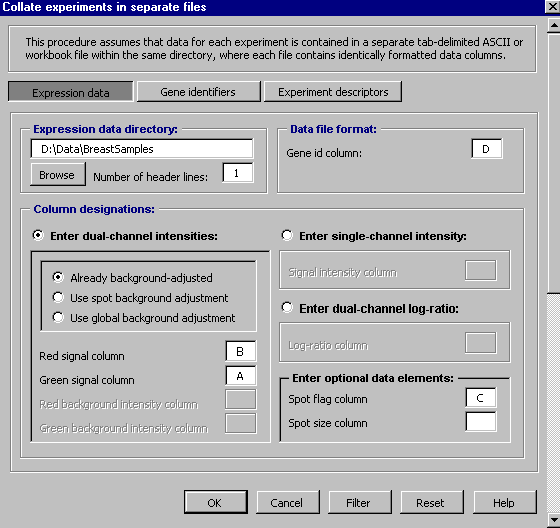 Collate experiments in separate files
This procedure assumes that data for each experiment is contained in a separate tab-delimited ASCII or
workbook file within the same directory, where each file contains identically formatted data columns.
Expression data
Gene identifiers
Experiment descriptors
Expression data directory:
D:\Data\BreastSamples
Browse
Number of header lines:
1
Data file format:
Gene id column:
D
Column designations:
Enter dual-channel intensities:
Already background-adjusted
Use spot background adjustment
Use global background adjustment
Red signal column
B
Green signal column
A
Red background intensity column
Green background intensity column
Enter single-channel intensity:
Signal intensity column
Enter dual-channel log-ratio:
Log-ratio column
Enter optional data elements:
Spot flag column
C
Spot size column
OK
Cancel
Filter
Reset
Help